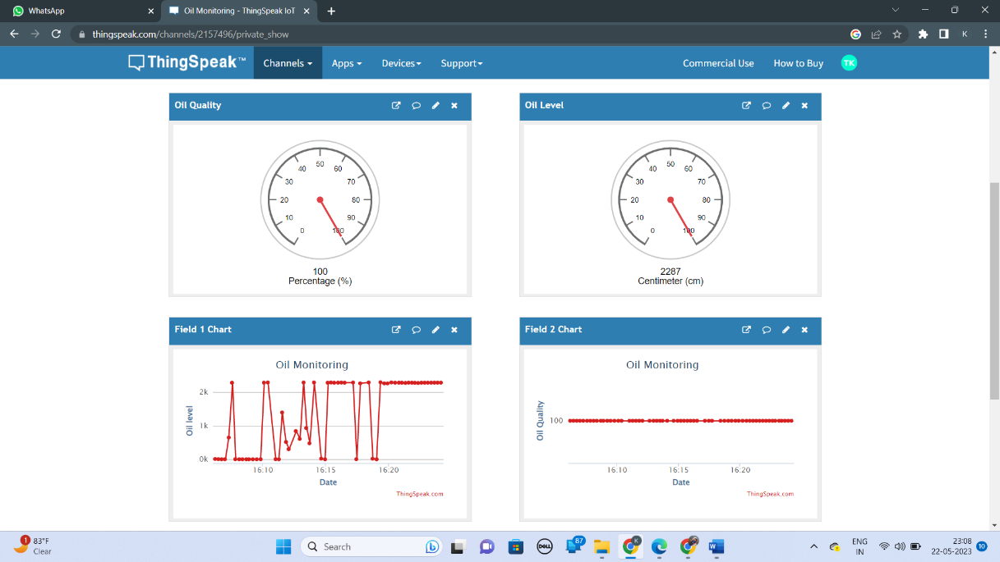 WhatsApp
Oil Monitoring - ThingSpeak IoT
thingspeak.com/channels/2157496/private_show
K
ThingSpeak™
Channels
Apps
Devices
Support
Commercial Use
How to Buy
TK
Oil Quality
0
10
20
30
40
50
60
70
80
90
100
100
Percentage (%)
Oil Level
0
10
20
30
40
50
60
70
80
90
100
2287
Centimeter (cm)
Field 1 Chart
Oil Monitoring
Oil level
2k
1k
0k
16:10
16:15
16:20
Date
ThingSpeak.com
Field 2 Chart
Oil Monitoring
Oil Quality
100
16:10
16:15
16:20
Date
ThingSpeak.com
1
83°F
Clear
Search
DELL
87
K
W
ENG
IN
23:08
22-05-2023
10